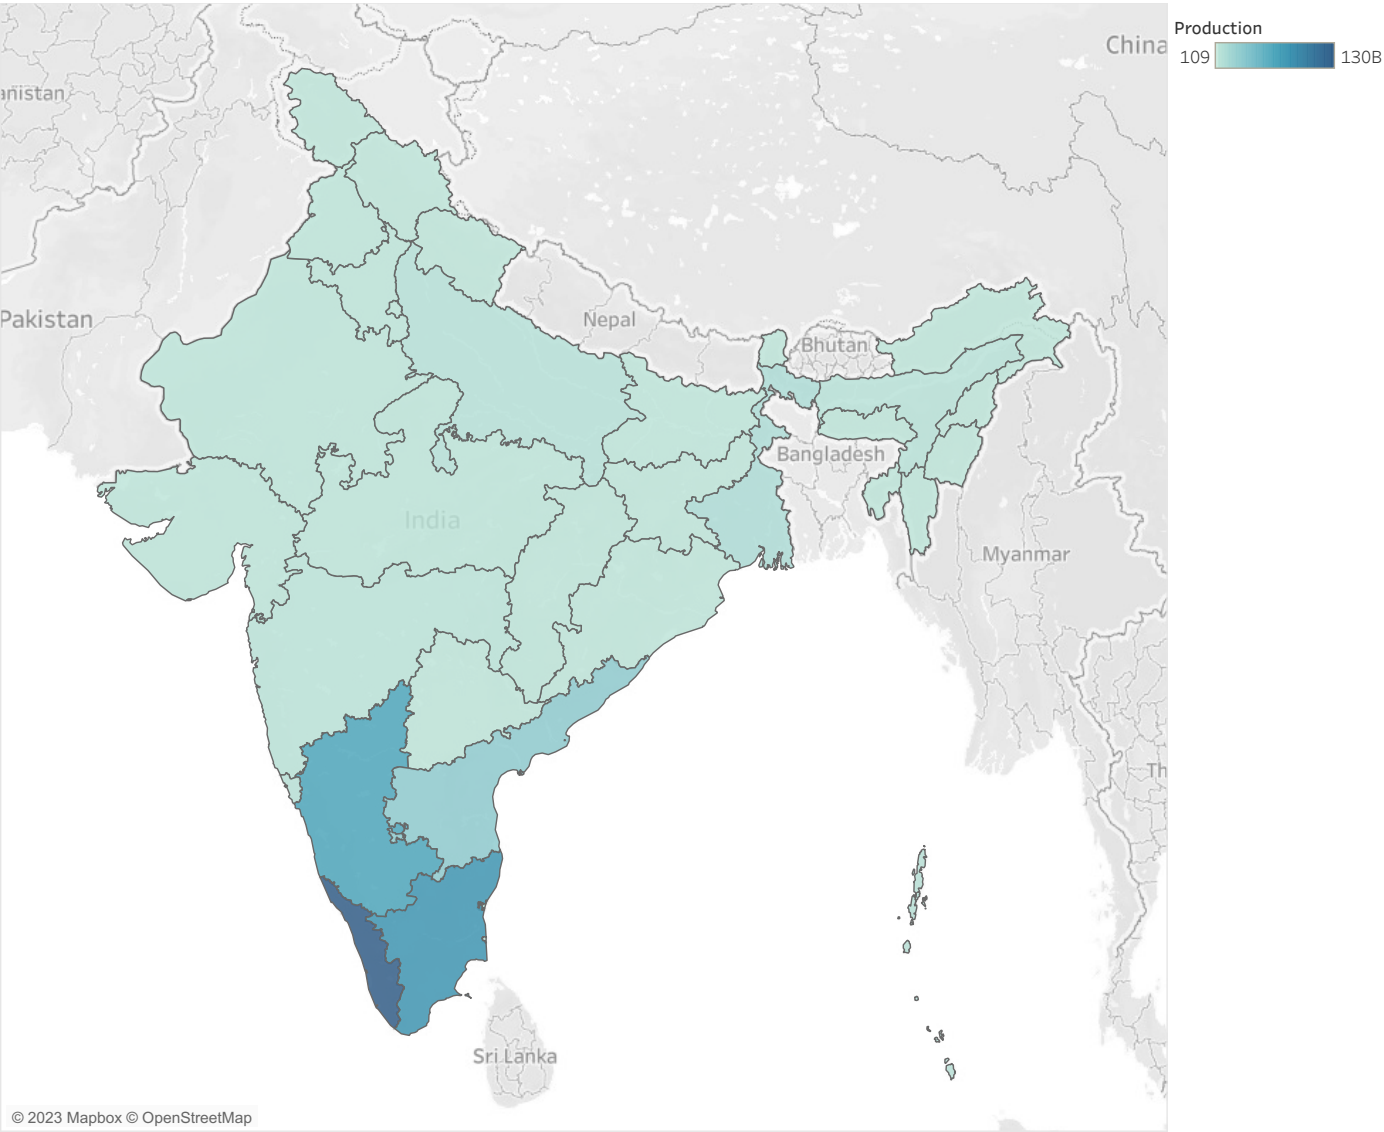 Production
109 130B
China
anistan
Pakistan
Nepal
Bhutan
Bangladesh
India
Myanmar
Th
Sri Lanka
© 2023 Mapbox © OpenStreetMap